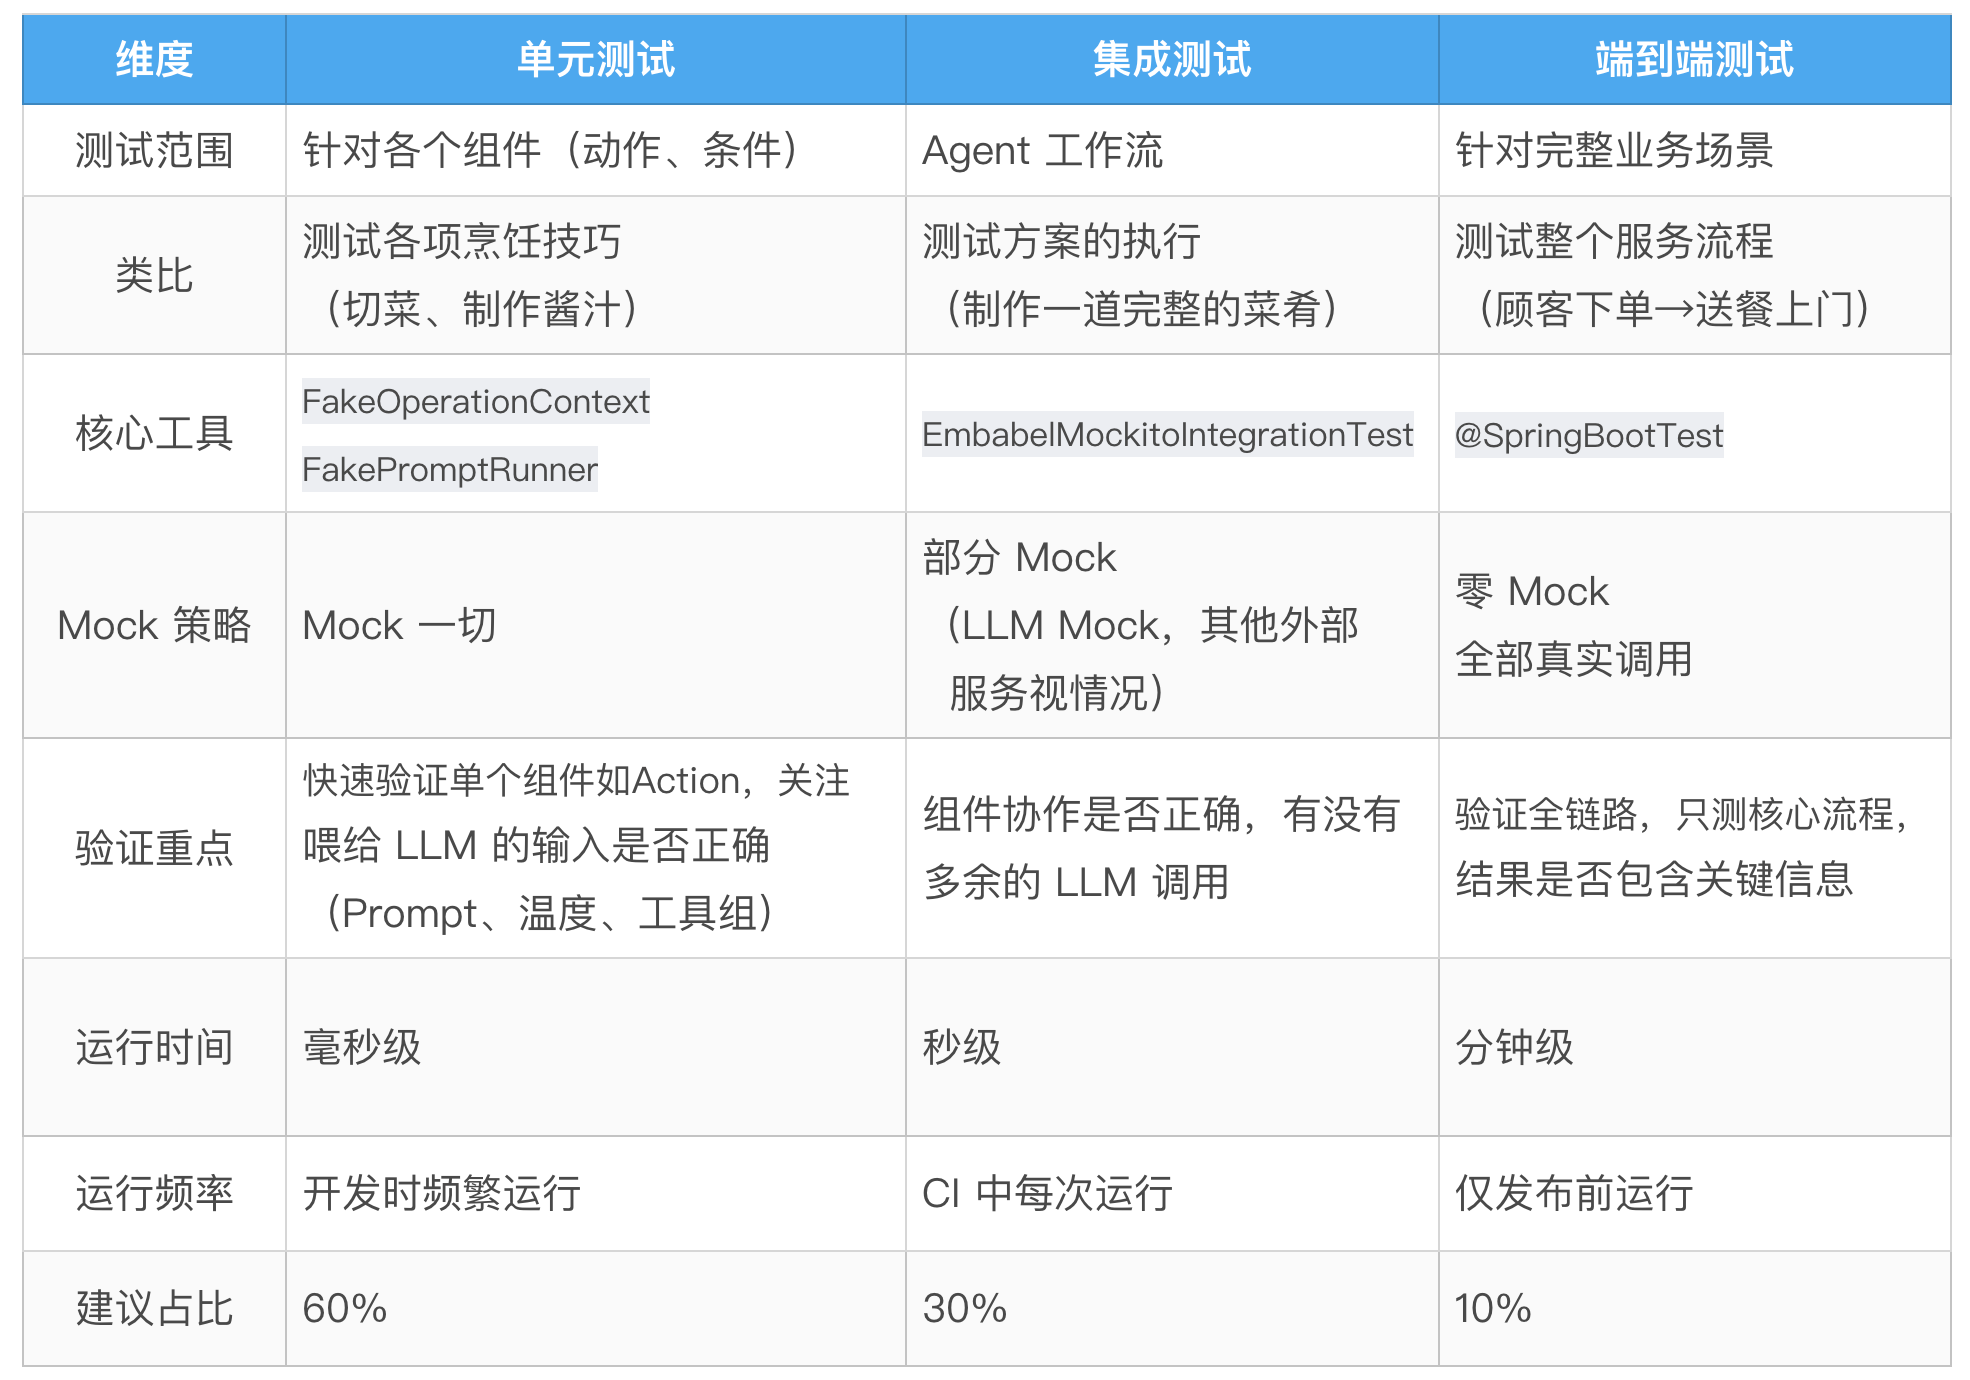 维度
单元测试
集成测试
端到端测试
测试范围
针对各个组件（动作、条件）
Agent 工作流
针对完整业务场景
类比
测试各项烹饪技巧
（切菜、制作酱汁）
测试方案的执行
（制作一道完整的菜肴）
测试整个服务流程
（顾客下单→送餐上门）
核心工具
FakeOperationContext
FakePromptRunner
EmbabelMockitoIntegrationTest
@SpringBootTest
Mock 策略
Mock 一切
部分 Mock
（LLM Mock，其他外部
服务视情况）
零 Mock
全部真实调用
验证重点
快速验证单个组件如Action，关注
喂给 LLM 的输入是否正确
（Prompt、温度、工具组）
组件协作是否正确，有没有
多余的 LLM 调用
验证全链路，只测核心流程，
结果是否包含关键信息
运行时间
毫秒级
秒级
分钟级
运行频率
开发时频繁运行
CI 中每次运行
仅发布前运行
建议占比
60%
30%
10%